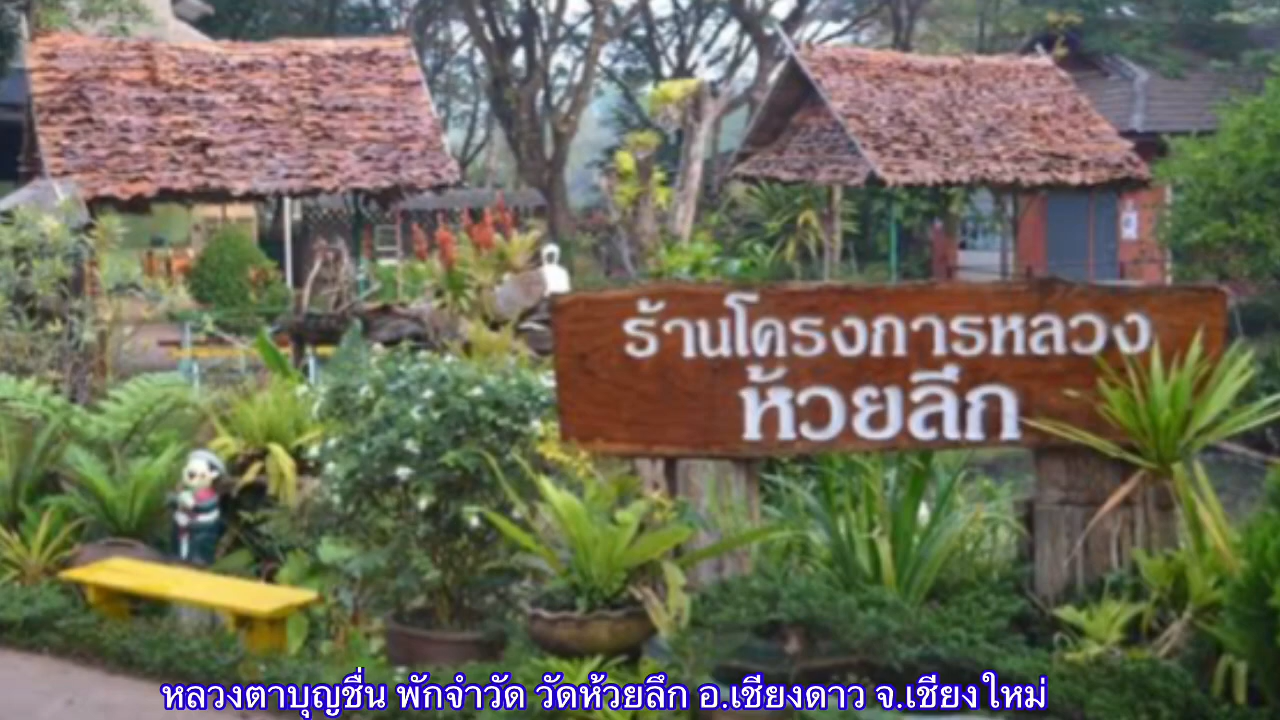 ร้านโครงการหลวง
ห้วยลึก
หลวงตาบุญชื่น พักจำวัด วัดห้วยลึก อ.เชียงดาว จ.เชียงใหม่